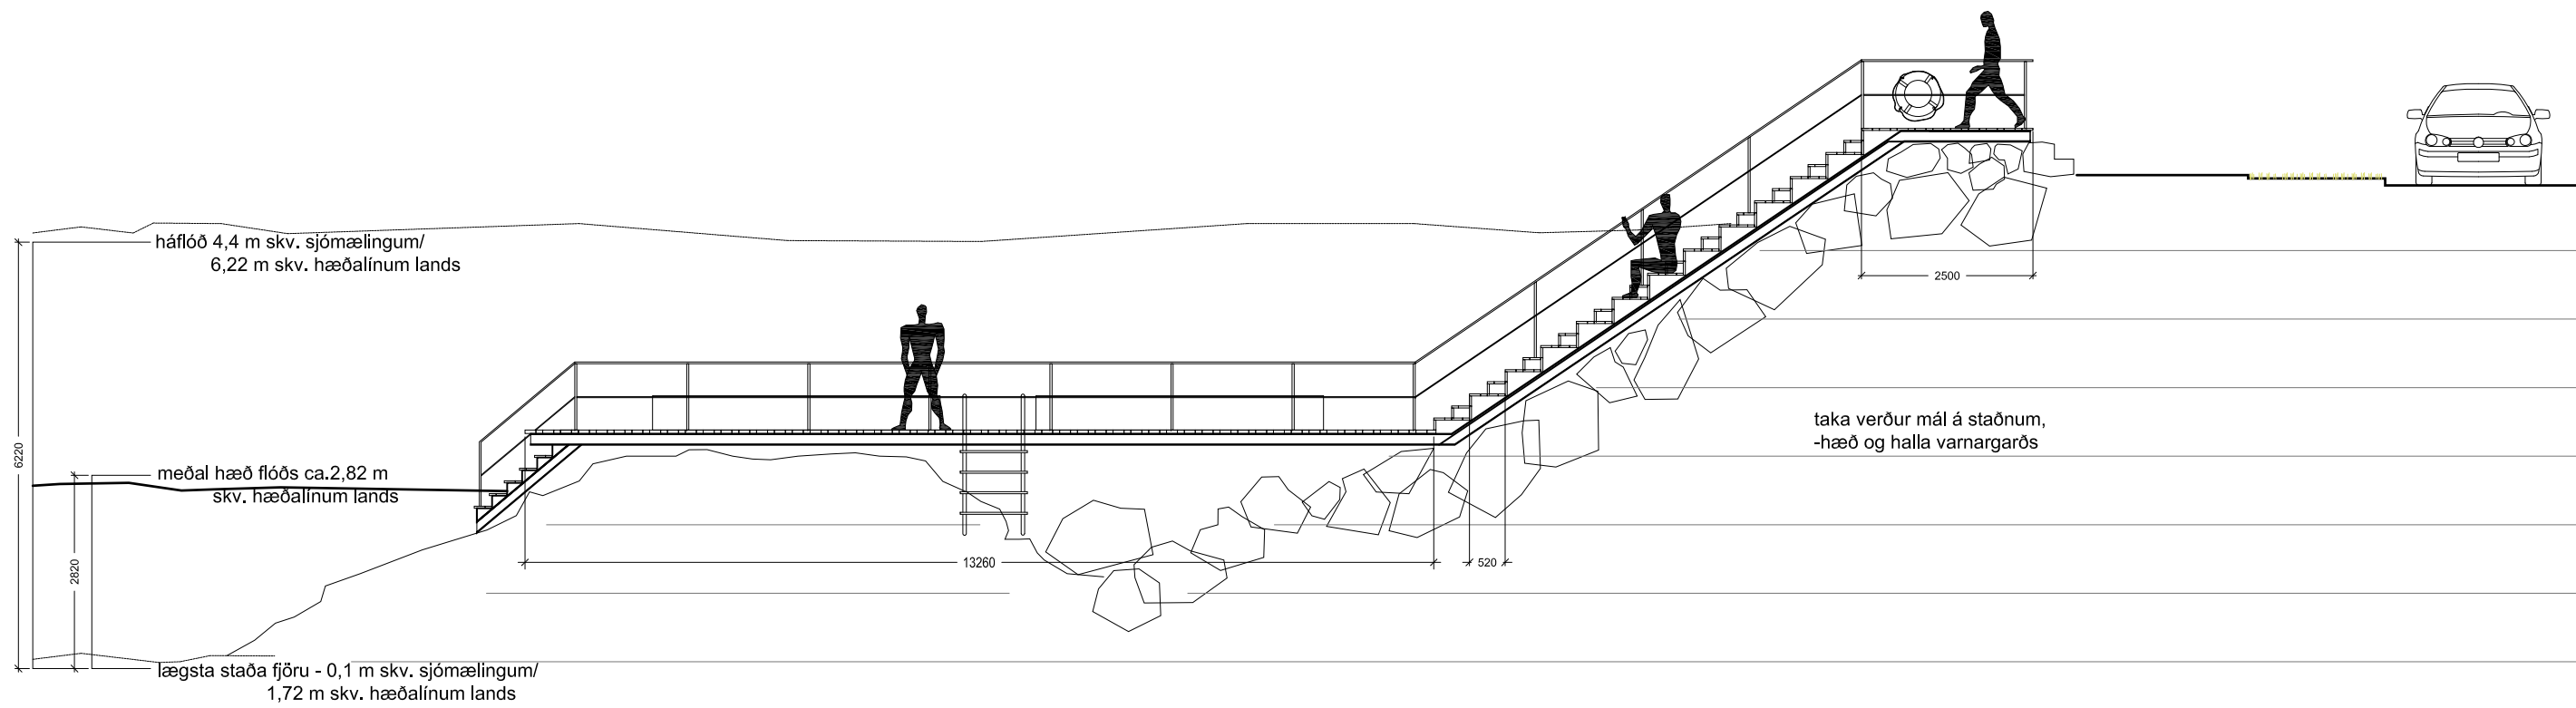 háflóð 4,4 m skv. sjómælingum/
6,22 m skv. hæðalínum lands
2500
taka verður mál á staðnum,
-hæð og halla varnargarðs
6220
meðal hæð flóðs ca.2,82 m
skv. hæðalínum lands
2820
13260
520
lægsta staða fjöru - 0,1 m skv. sjómælingum/
1,72 m skv. hæðalínum lands